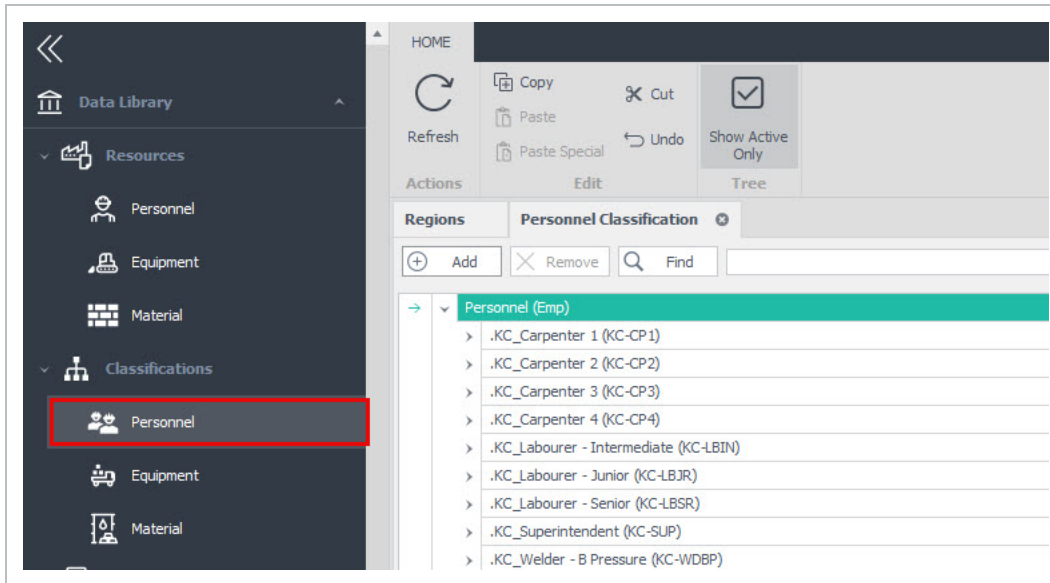 Data Library
Resources
Personnel
Equipment
Material
Classifications
Personnel
Equipment
Material
HOME
Refresh
Copy
Paste
Paste Special
Cut
Undo
Show Active
Only
Actions
Edit
Tree
Regions
Personnel Classification
Add
Remove
Find
Personnel (Emp)
.KC_Carpenter 1 (KC-CP1)
.KC_Carpenter 2 (KC-CP2)
.KC_Carpenter 3 (KC-CP3)
.KC_Carpenter 4 (KC-CP4)
.KC_Labourer - Intermediate (KC-LBIN)
.KC_Labourer - Junior (KC-LBJR)
.KC_Labourer - Senior (KC-LBSR)
.KC_Superintendent (KC-SUP)
.KC_Welder - B Pressure (KC-WDBP)